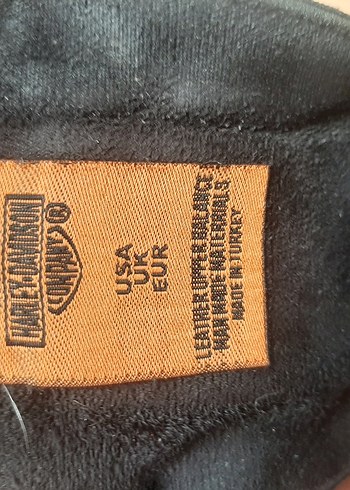 HARLEY-DAVIDSON
COMPANY
®
USA
UK
EUR
LEATHER UPPER BALANCE
MAN MADE MATERIALS
MADE IN TURKEY